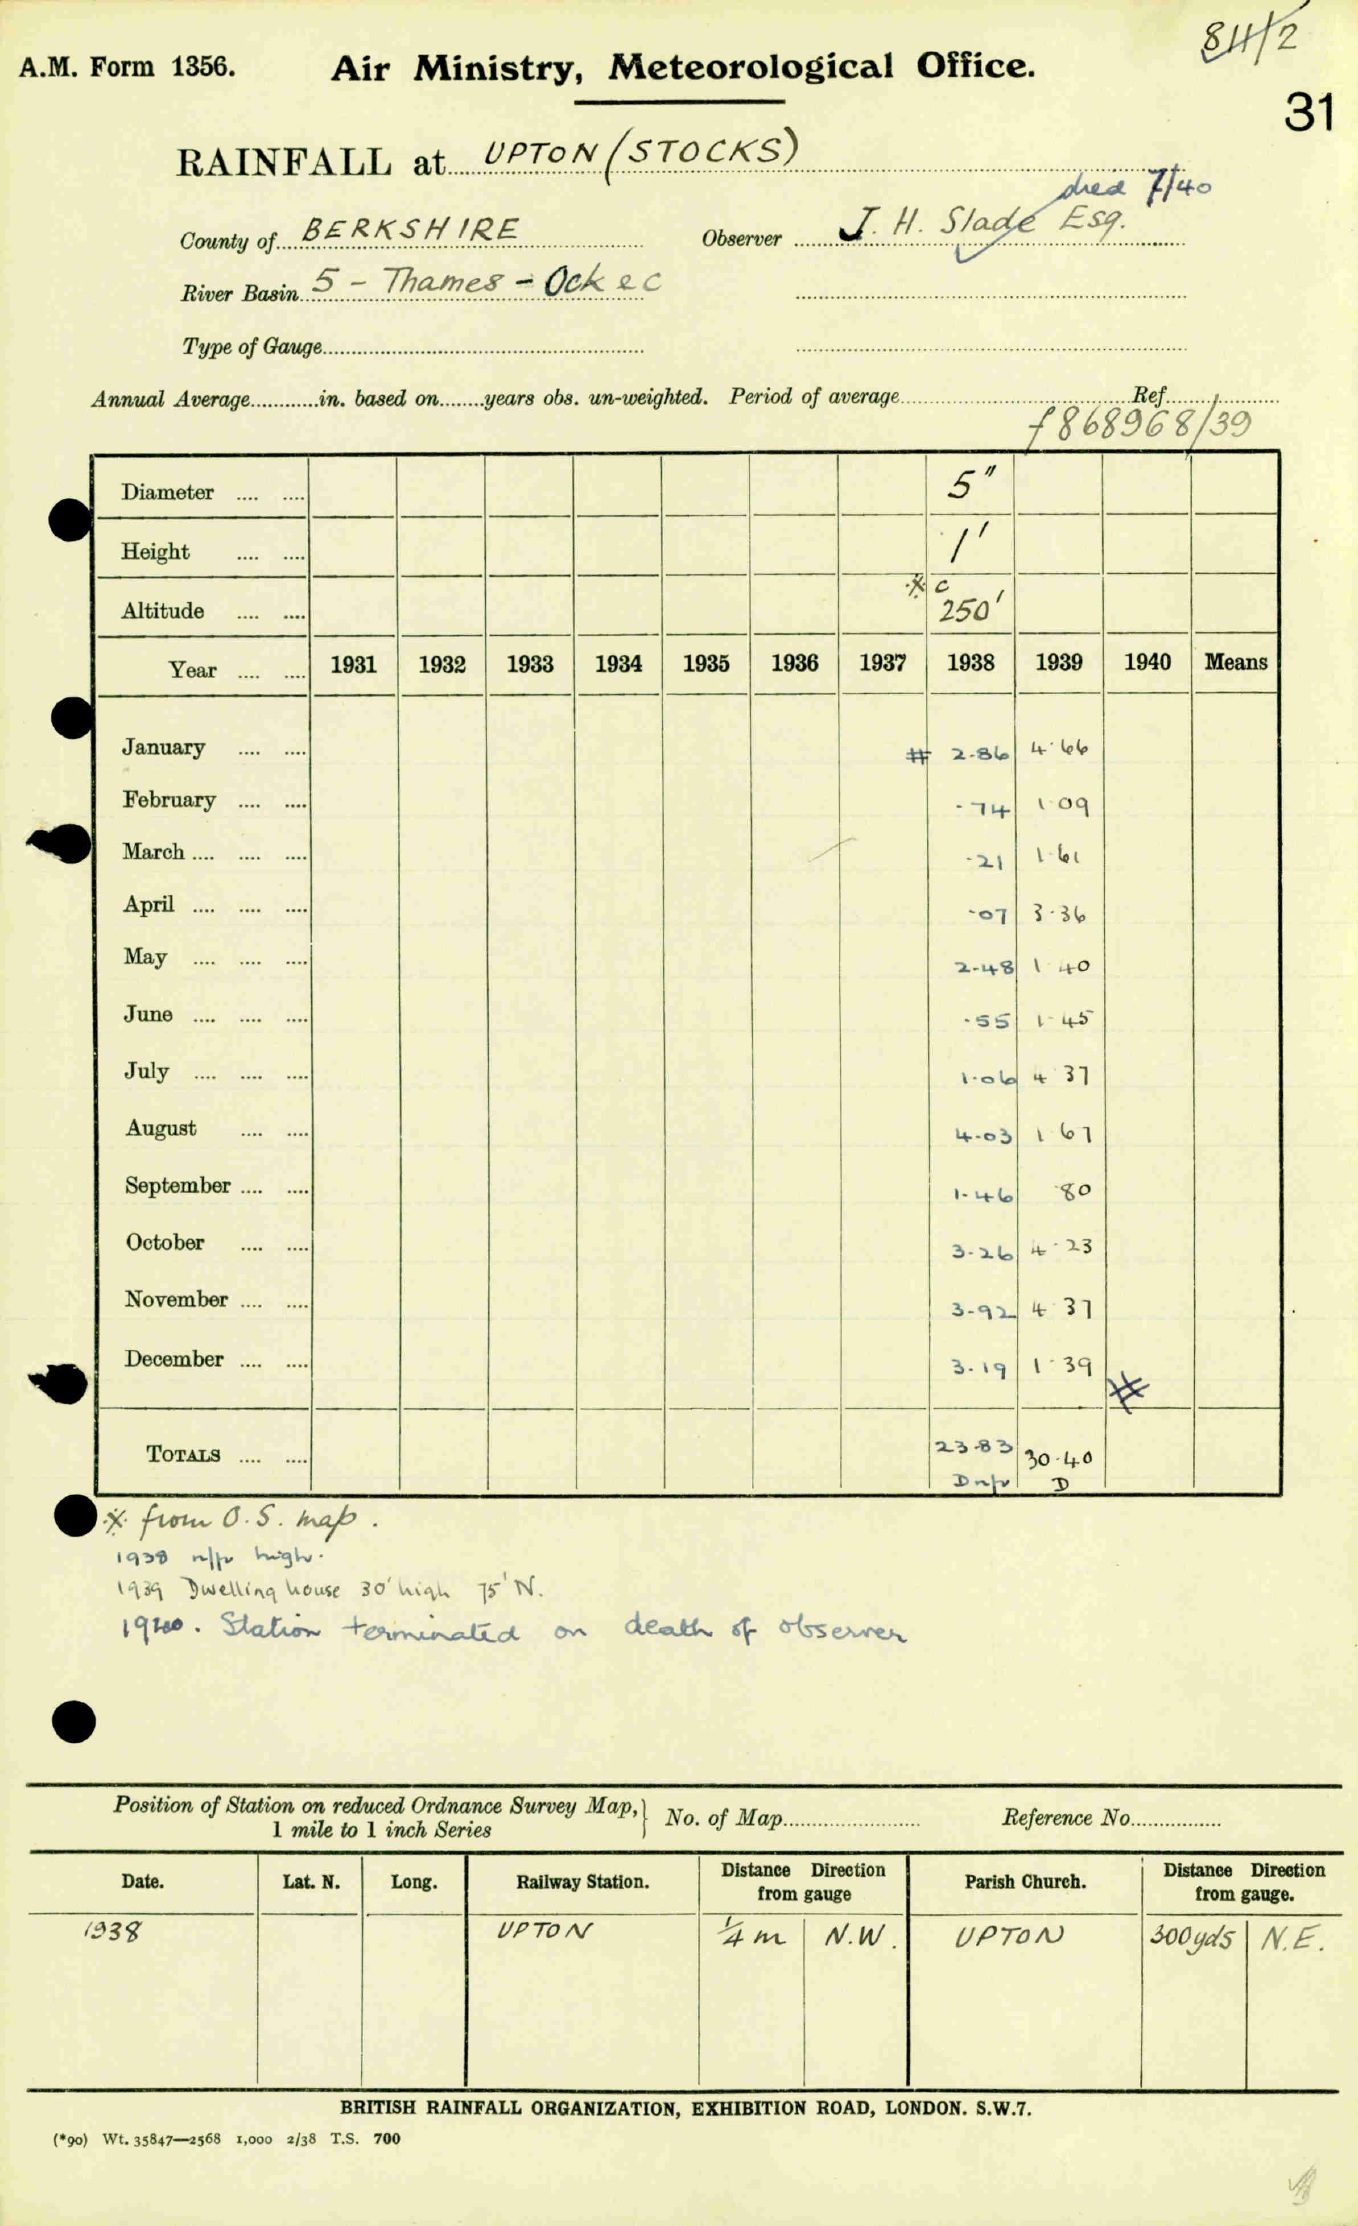 84/2
A.M. Form 1356. Air Ministry, Meteorological Office.
31
RAINFALL at UPTON (STOCKS)
died 7/40
County of BERKSHIRE Observer J. H. Slade Esq.
River Basin 5 - Thames - Ock &c
Type of Gauge
Annual Average in. based on years obs. un-weighted. Period of average Ref.
f868968/39
Diameter 5"
Height 1'
Altitude ※ c 250'
Year 1931 1932 1933 1934 1935 1936 1937 1938 1939 1940 Means
January # 2.86 4.66
February .74 1.09
March .21 1.61
April .07 3.36
May 2.48 1.40
June .55 1.45
July 1.06 4.37
August 4.03 1.67
September 1.46 .80
October 3.26 4.23
November 3.92 4.37
December 3.19 1.39 #
TOTALS 23.83 30.40
D n/r D
※ from O.S. map.
1938 n/r high.
1939 Dwelling house 30' high 75' N.
1940. Station terminated on death of observer
Position of Station on reduced Ordnance Survey Map, 1 mile to 1 inch Series } No. of Map Reference No.
Date. Lat. N. Long. Railway Station. Distance Direction from gauge Parish Church. Distance Direction from gauge.
1938 UPTON 1/4 m N.W. UPTON 300yds N.E.
BRITISH RAINFALL ORGANIZATION, EXHIBITION ROAD, LONDON. S.W.7.
(*90) Wt. 35847—2568 1,000 2/38 T.S. 700